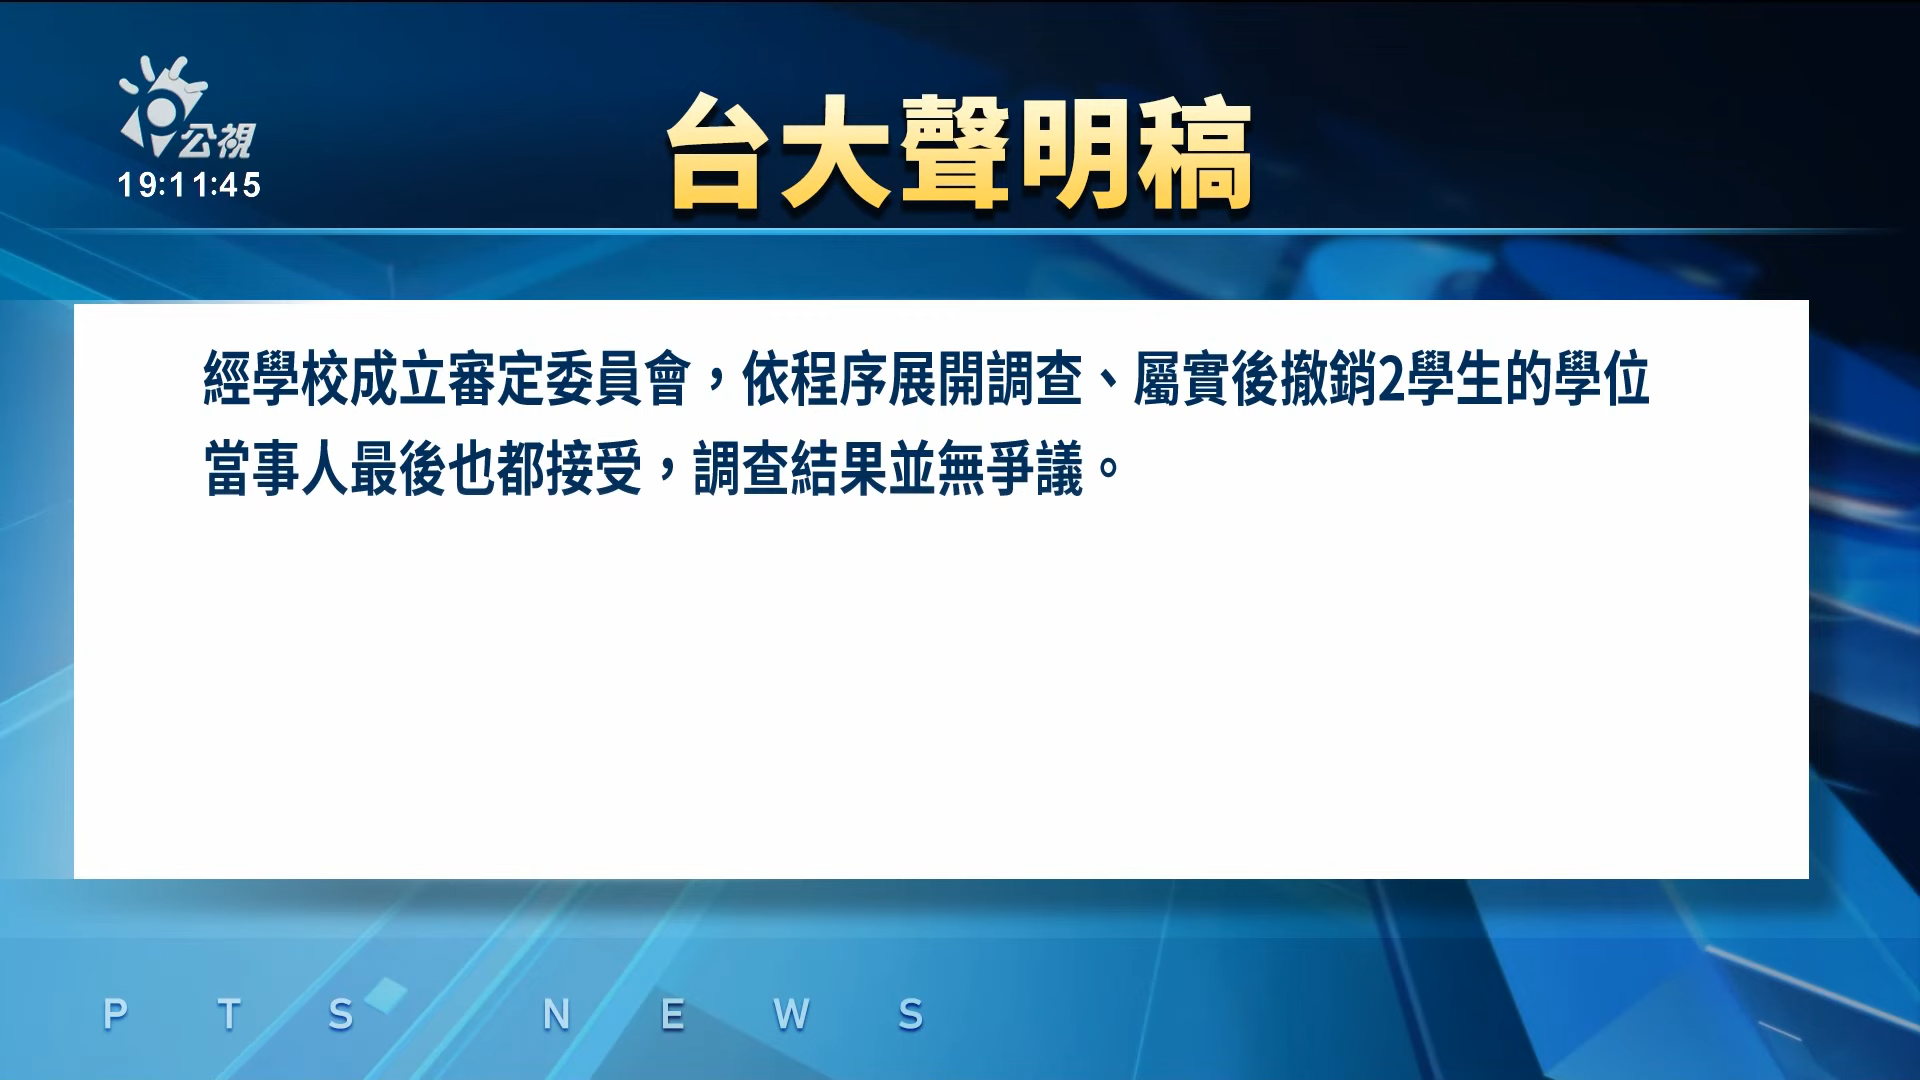 公視
19:11:45
台大聲明稿
經學校成立審定委員會，依程序展開調查、屬實後撤銷2學生的學位
當事人最後也都接受，調查結果並無爭議。
PTS NEWS